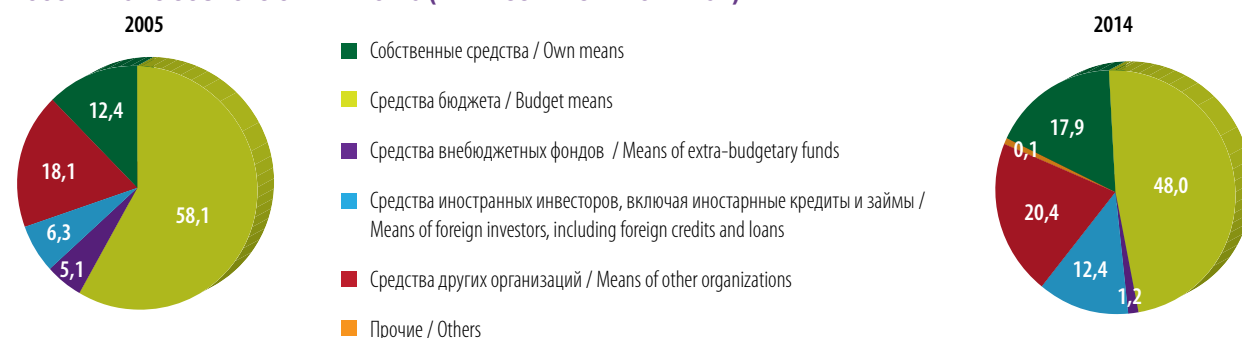 2005
2014
Собственные средства / Own means
Средства бюджета / Budget means
Средства внебюджетных фондов / Means of extra-budgetary funds
Средства иностранных инвесторов, включая иностарнные кредиты и займы /
Means of foreign investors, including foreign credits and loans
Средства других организаций / Means of other organizations
Прочие / Others
12,4
18,1
6,3
5,1
58,1
17,9
0,1
20,4
12,4
1,2
48,0